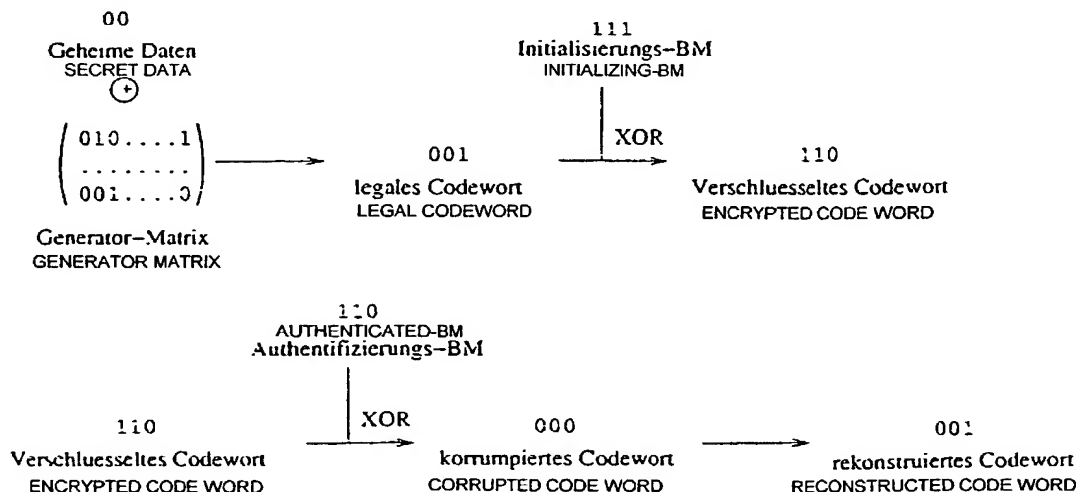 00
Geheime Daten
SECRET DATA
+
010....1
........
001....0
Generator-Matrix
GENERATOR MATRIX
001
legales Codewort
LEGAL CODEWORD
111
Initialisierungs-BM
INITIALIZING-BM
XOR
110
Verschluesseltes Codewort
ENCRYPTED CODE WORD
110
AUTHENTICATED-BM
Authentifizierungs-BM
110
Verschluesseltes Codewort
ENCRYPTED CODE WORD
XOR
000
korrumpiertes Codewort
CORRUPTED CODE WORD
001
rekonstruiertes Codewort
RECONSTRUCTED CODE WORD